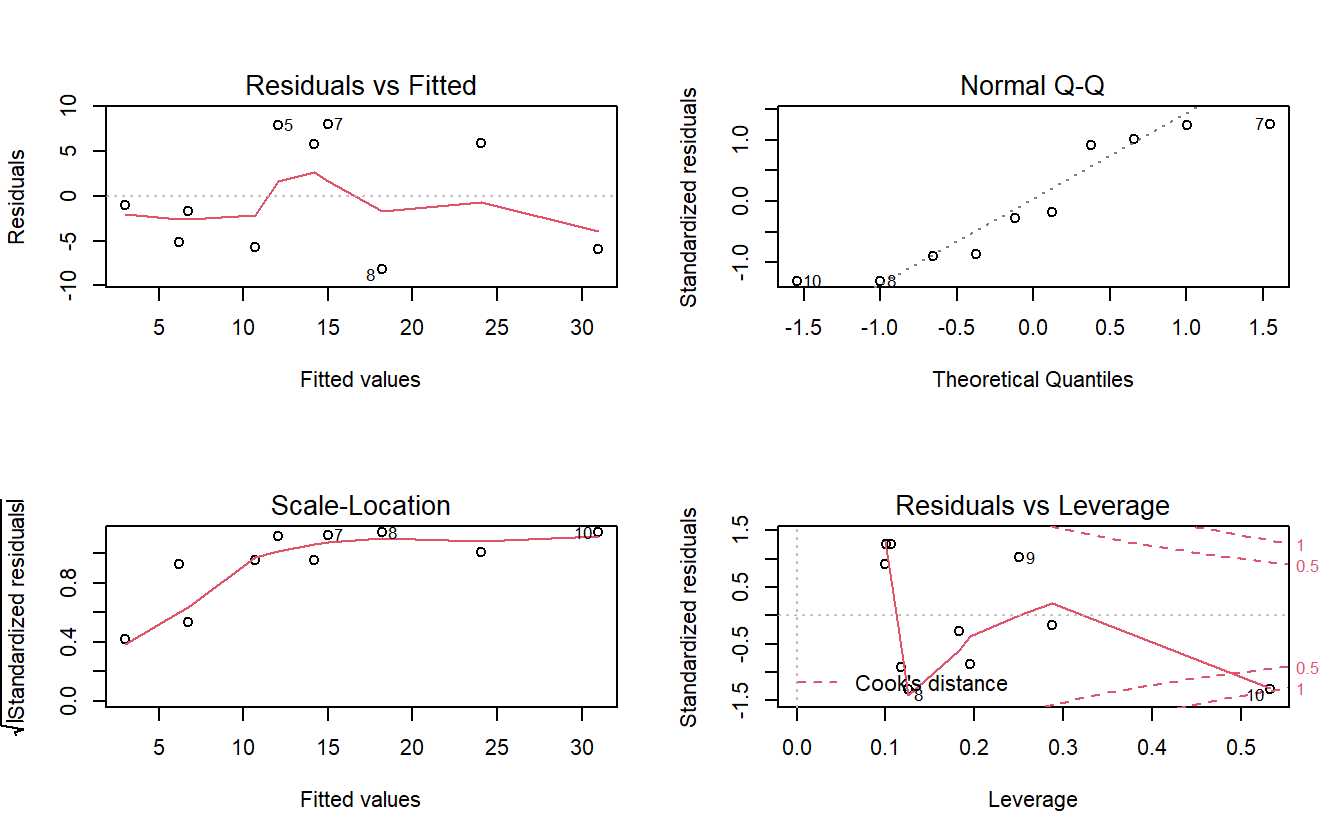 Residuals vs Fitted
Residuals
10
5
0
-5
-10
5
7
8
5 10 15 20 25 30
Fitted values
Normal Q-Q
Standardized residuals
1.0
0.0
-1.0
7
10
8
-1.5 -1.0 -0.5 0.0 0.5 1.0 1.5
Theoretical Quantiles
Scale-Location
√|Standardized residuals|
0.8
0.4
0.0
7
8
10
5 10 15 20 25 30
Fitted values
Residuals vs Leverage
Standardized residuals
1.5
0.5
-0.5
-1.5
9
1
0.5
0.5
1
Cook's distance
8
10
0.0 0.1 0.2 0.3 0.4 0.5
Leverage